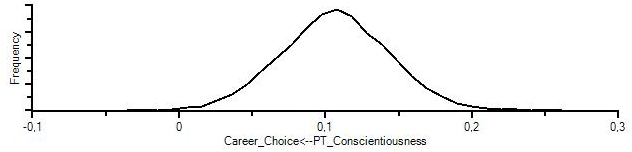 Frequency
-0,1 0 0,1 0,2 0,3
Career_Choice<--PT_Conscientiousness